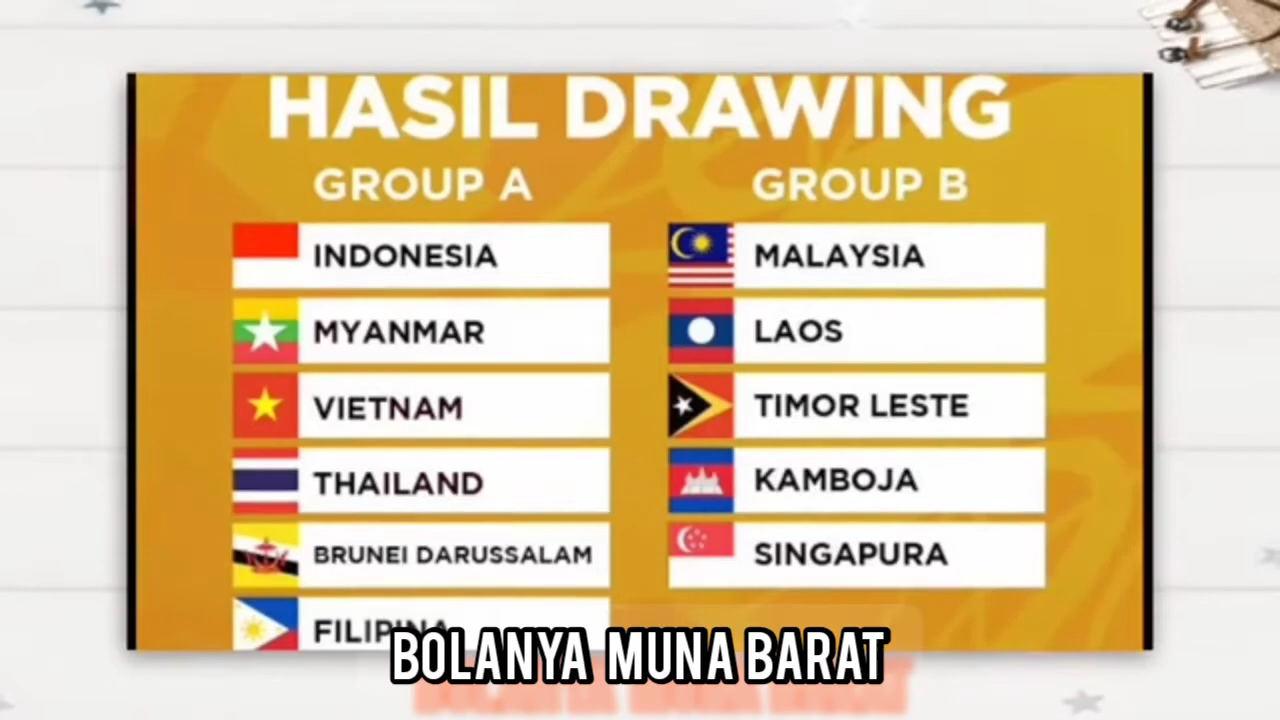 HASIL DRAWING
GROUP A
INDONESIA
MYANMAR
VIETNAM
THAILAND
BRUNEI DARUSSALAM
FILIPINA
GROUP B
MALAYSIA
LAOS
TIMOR LESTE
KAMBOJA
SINGAPURA
BOLANYA MUNA BARAT